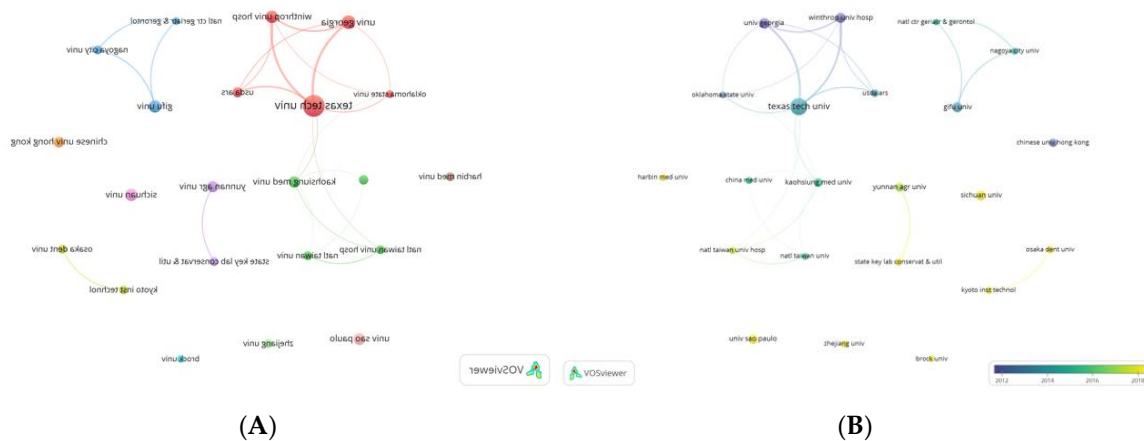 natl ctr geriatr & gerontol
nagoya city univ
gifu univ
winthrop univ hosp
univ georgia
usda ars
oklahoma state univ
texas tech univ
chinese univ hong kong
sichuan univ
yunnan agr univ
kaohsiung med univ
harbin med univ
osaka dent univ
state key lab conservat & util
natl taiwan univ
natl taiwan univ hosp
kyoto inst technol
brock univ
zhejiang univ
univ sao paulo
VOSviewer
(A)
univ georgia
winthrop univ hosp
natl ctr geriatr & gerontol
nagoya city univ
oklahoma state univ
usda ars
texas tech univ
gifu univ
chinese univ hong kong
harbin med univ
china med univ
kaohsiung med univ
yunnan agr univ
sichuan univ
natl taiwan univ hosp
natl taiwan univ
state key lab conservat & util
osaka dent univ
kyoto inst technol
univ sao paulo
zhejiang univ
brock univ
VOSviewer
2012 2014 2016 2018
(B)